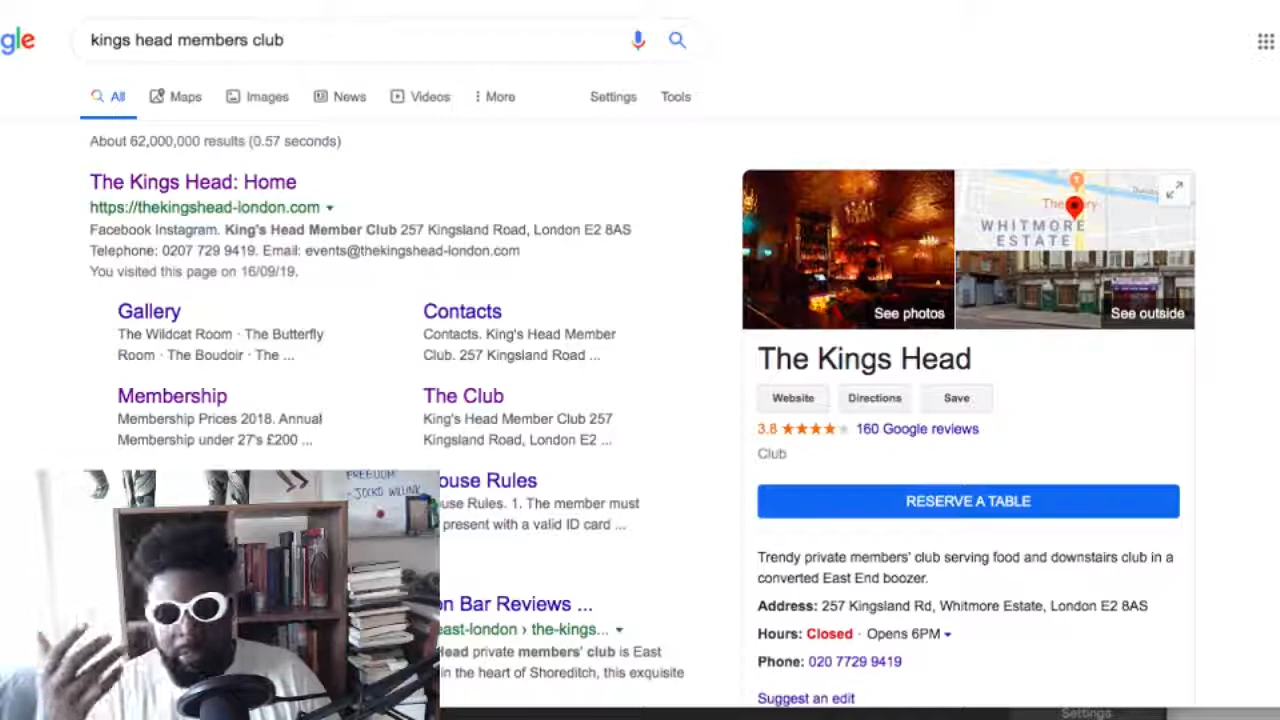 gle
kings head members club
All
Maps
Images
News
Videos
More
Settings
Tools
About 62,000,000 results (0.57 seconds)
The Kings Head: Home
https://thekingshead-london.com
Facebook Instagram. King's Head Member Club 257 Kingsland Road, London E2 8AS
Telephone: 0207 729 9419. Email: events@thekingshead-london.com
You visited this page on 16/09/19.
Gallery
The Wildcat Room · The Butterfly
Room · The Boudoir · The ...
Contacts
Contacts. King's Head Member
Club. 257 Kingsland Road ...
Membership
Membership Prices 2018. Annual
Membership under 27's £200 ...
The Club
King's Head Member Club 257
Kingsland Road, London E2 ...
ouse Rules
use Rules. 1. The member must
present with a valid ID card ...
n Bar Reviews ...
east-london › the-kings...
Head private members' club is East
in the heart of Shoreditch, this exquisite
FREEDOM
- JOCKO WILLINK
WHITMORE
ESTATE
See photos
See outside
The Kings Head
Website
Directions
Save
3.8
160 Google reviews
Club
RESERVE A TABLE
Trendy private members' club serving food and downstairs club in a
converted East End boozer.
Address: 257 Kingsland Rd, Whitmore Estate, London E2 8AS
Hours: Closed · Opens 6PM
Phone: 020 7729 9419
Suggest an edit
Settings